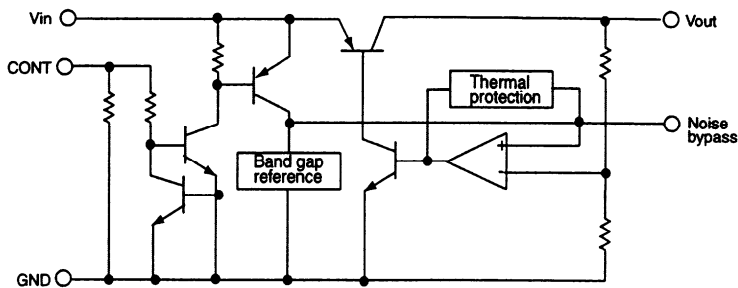 Vin
Vout
CONT
Thermal
protection
Noise
bypass
+
-
Band gap
reference
GND